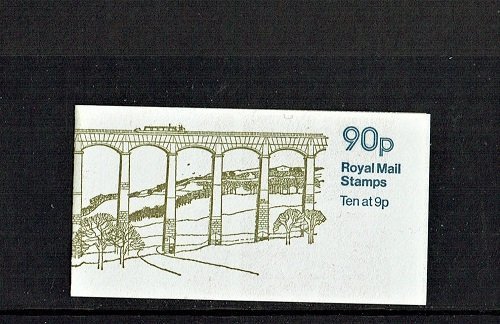 90p
Royal Mail
Stamps
Ten at 9p